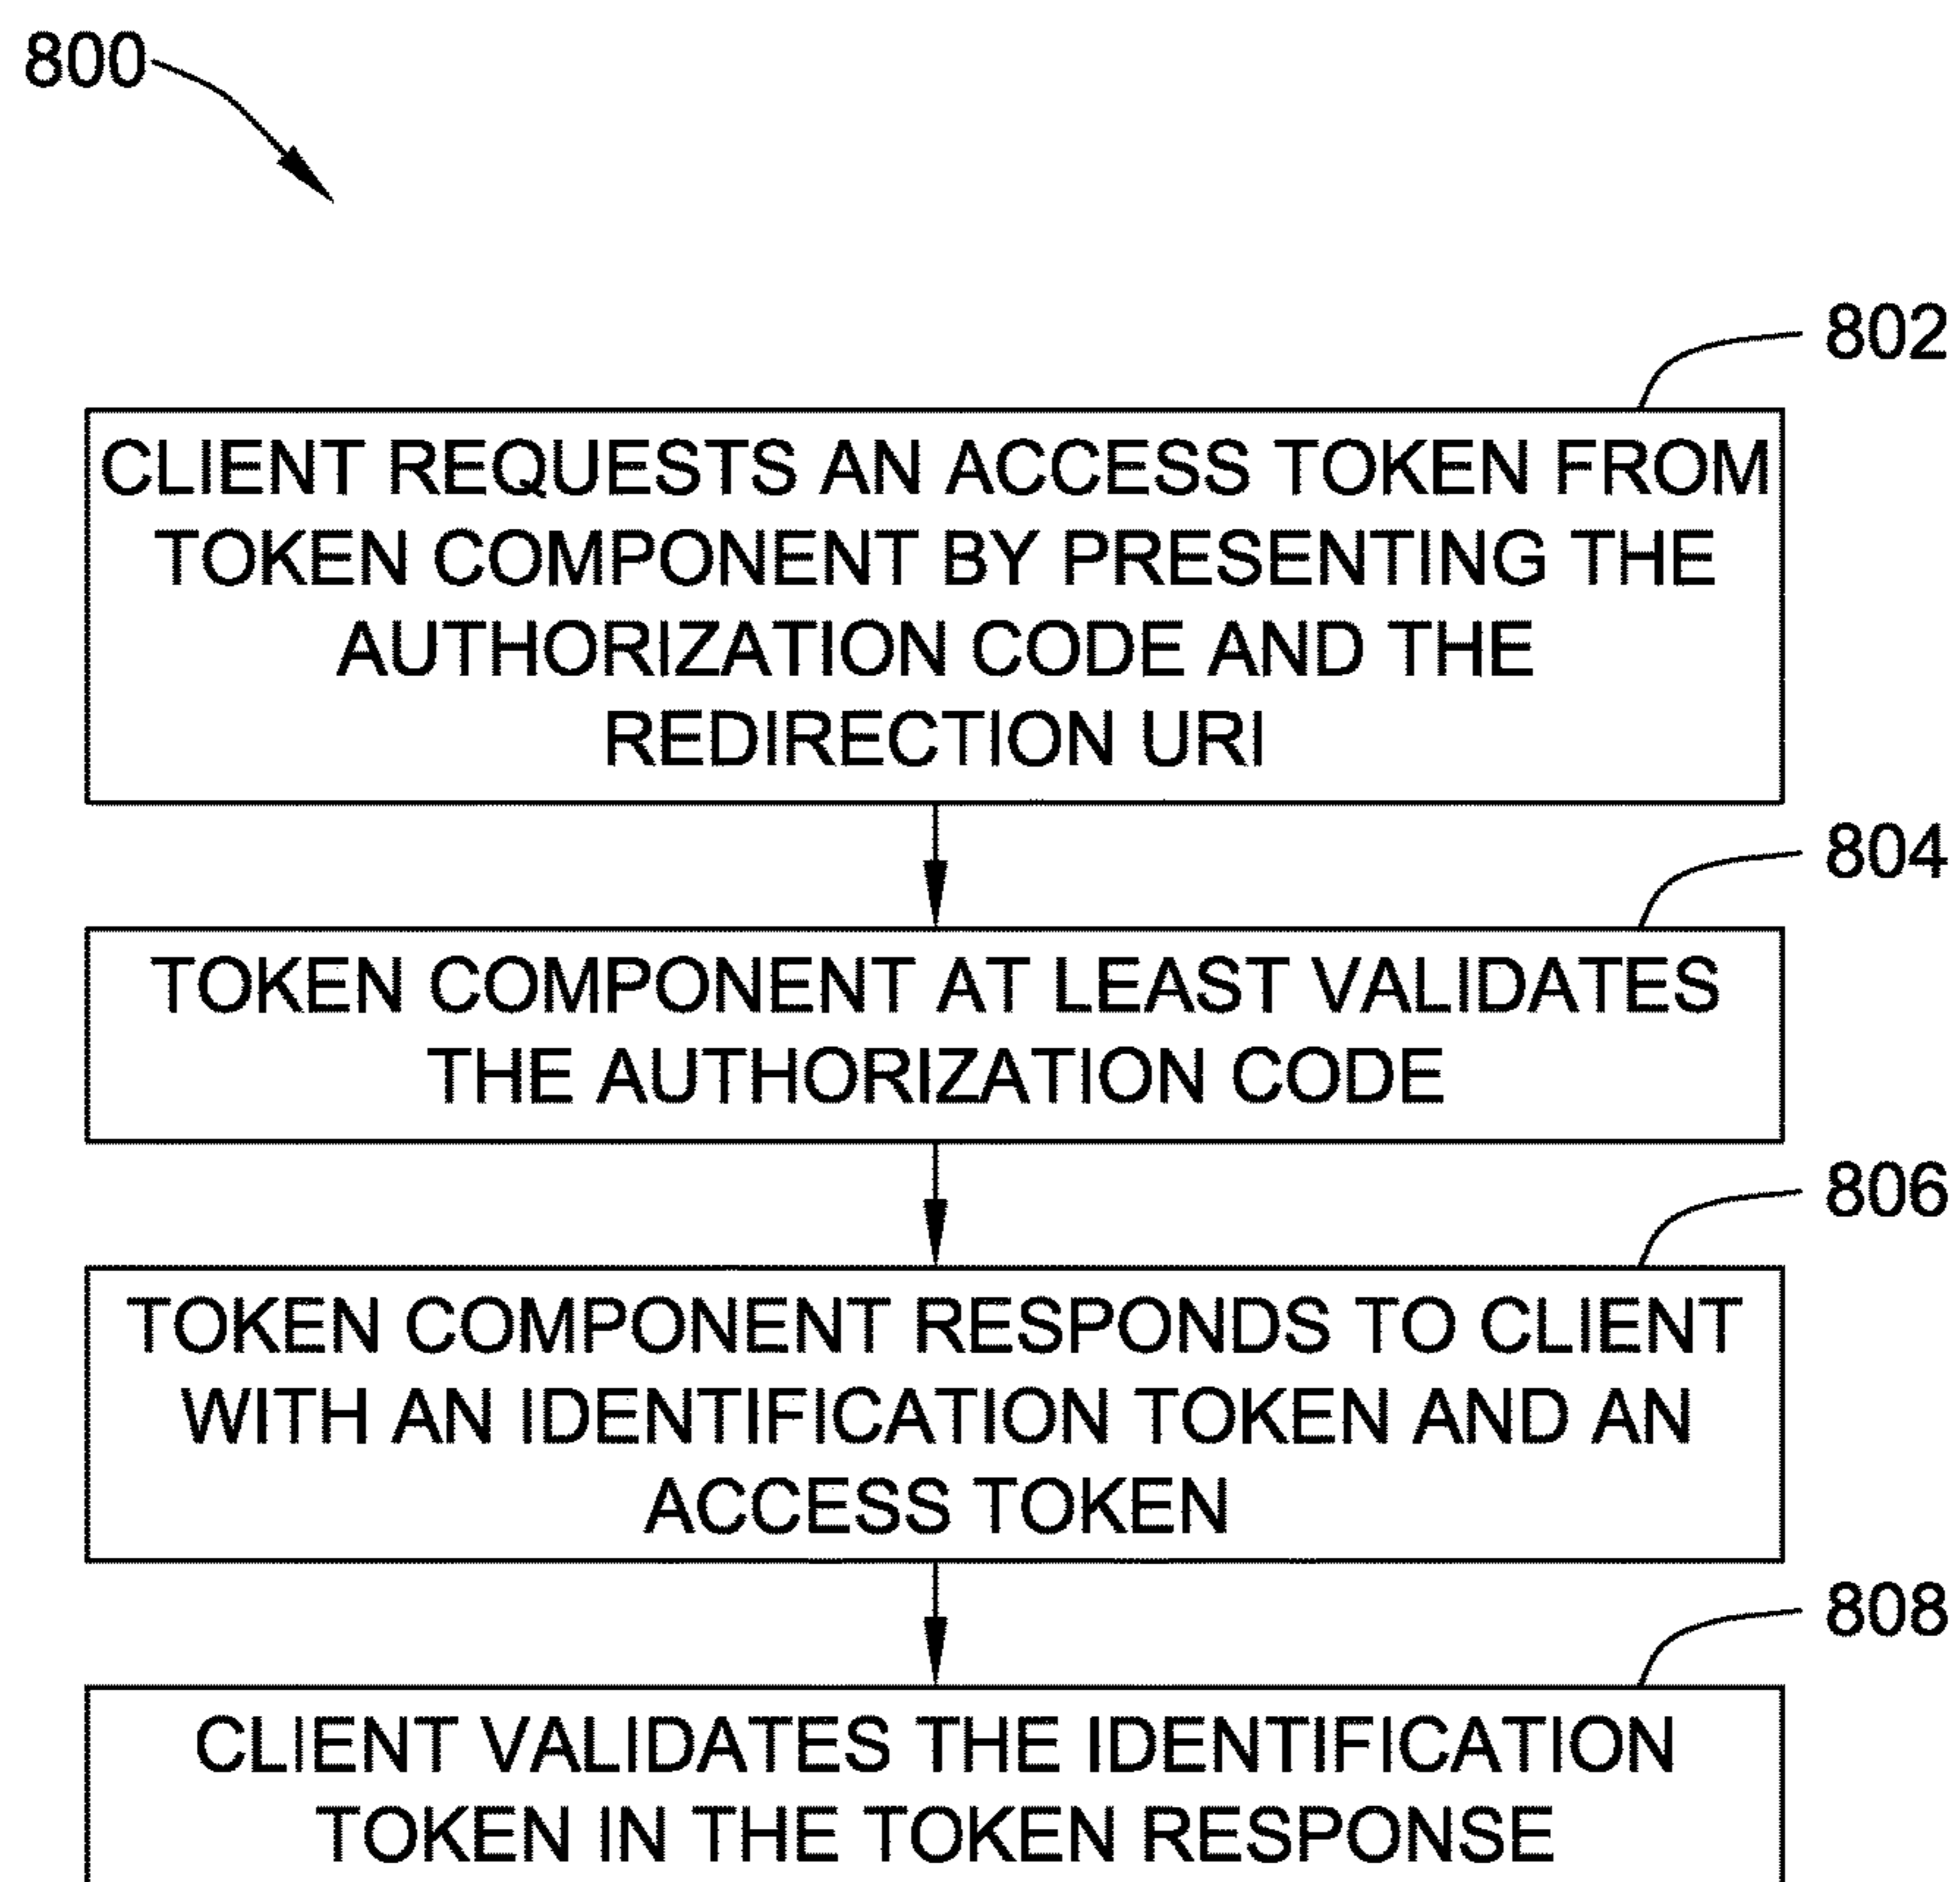 800
802
CLIENT REQUESTS AN ACCESS TOKEN FROM
TOKEN COMPONENT BY PRESENTING THE
AUTHORIZATION CODE AND THE
REDIRECTION URI
804
TOKEN COMPONENT AT LEAST VALIDATES
THE AUTHORIZATION CODE
806
TOKEN COMPONENT RESPONDS TO CLIENT
WITH AN IDENTIFICATION TOKEN AND AN
ACCESS TOKEN
808
CLIENT VALIDATES THE IDENTIFICATION
TOKEN IN THE TOKEN RESPONSE